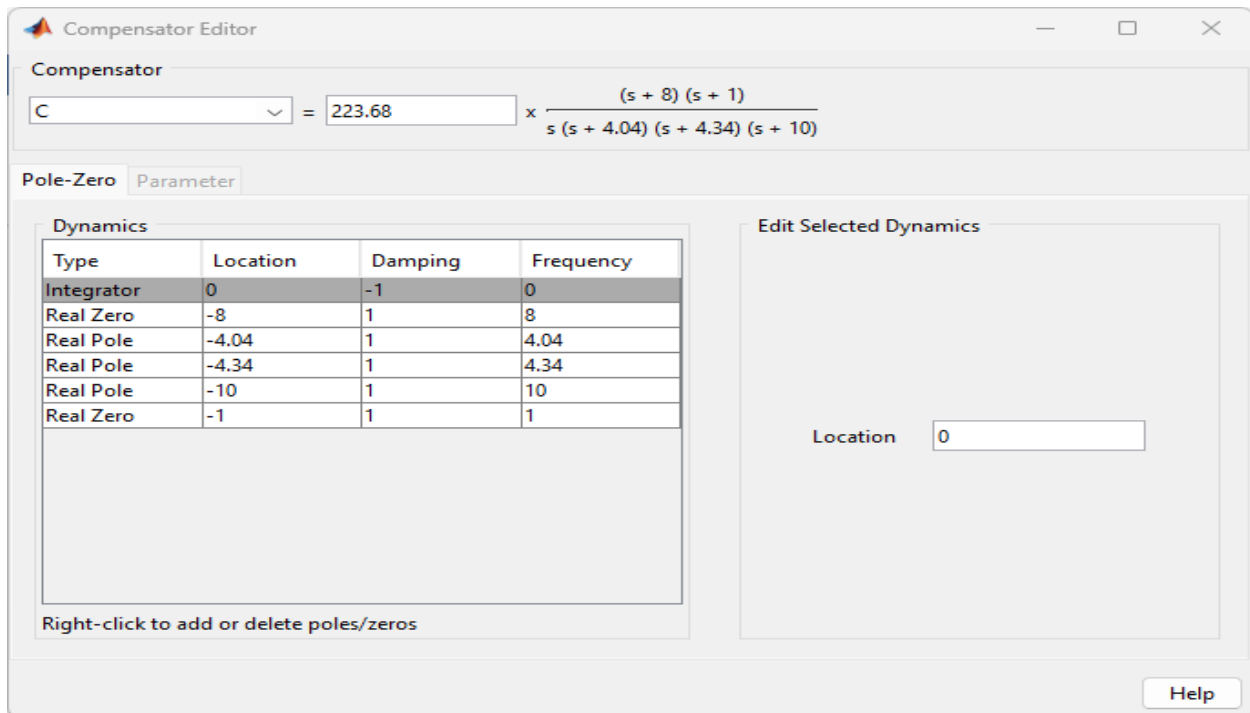 Compensator Editor
Compensator
C = 223.68 x (s + 8) (s + 1)
s (s + 4.04) (s + 4.34) (s + 10)
Pole-Zero Parameter
Dynamics
Type Location Damping Frequency
Integrator 0 -1 0
Real Zero -8 1 8
Real Pole -4.04 1 4.04
Real Pole -4.34 1 4.34
Real Pole -10 1 10
Real Zero -1 1 1
Right-click to add or delete poles/zeros
Edit Selected Dynamics
Location 0
Help